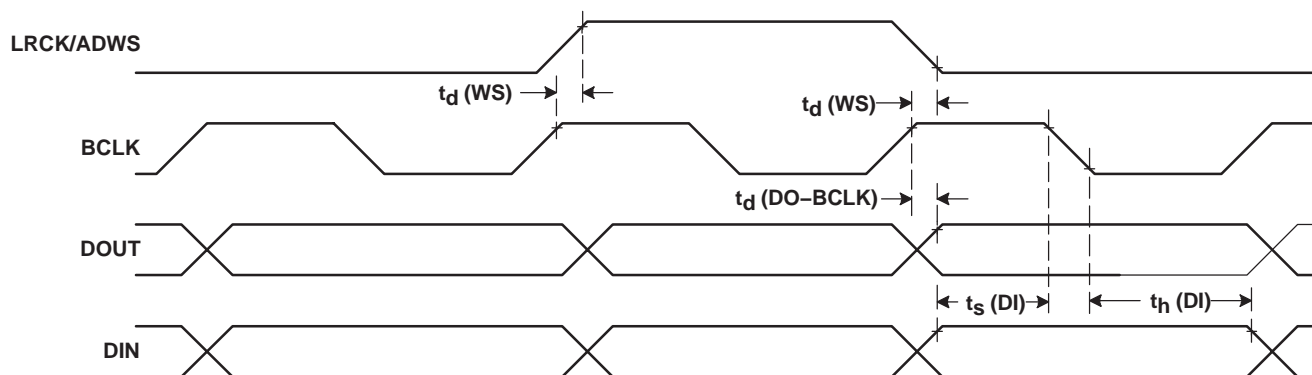 LRCK/ADWS
td (WS)
td (WS)
BCLK
td (DO−BCLK)
DOUT
ts (DI)
th (DI)
DIN